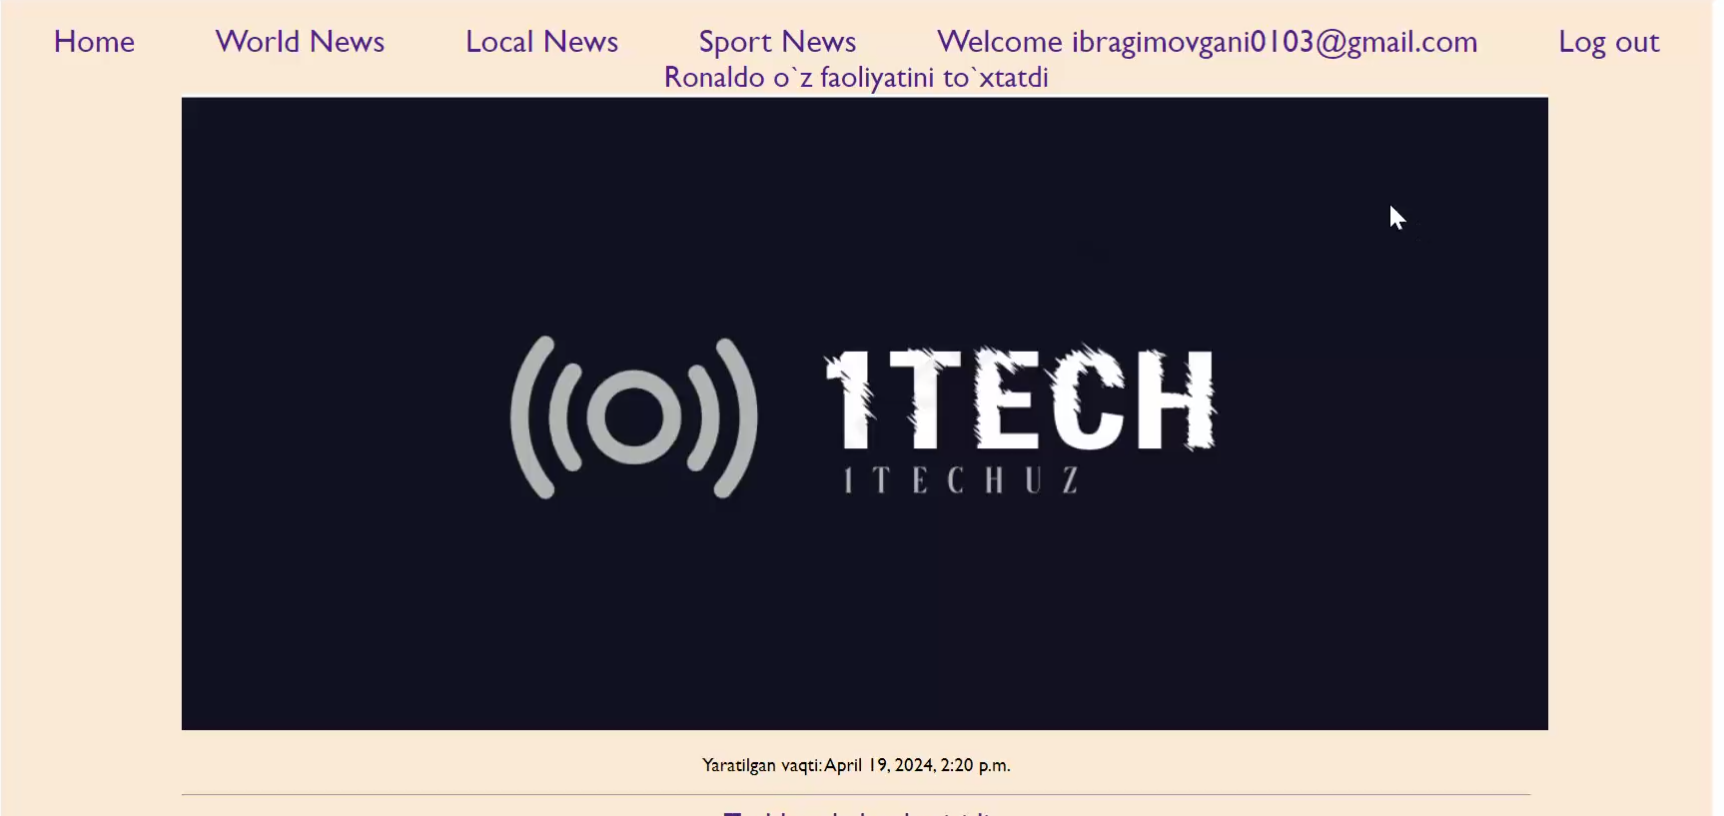 Home World News Local News Sport News Welcome ibragimovgani0103@gmail.com Log out
Ronaldo o`z faoliyatini to`xtatdi
1TECH
1TECHUZ
Yaratilgan vaqti: April 19, 2024, 2:20 p.m.